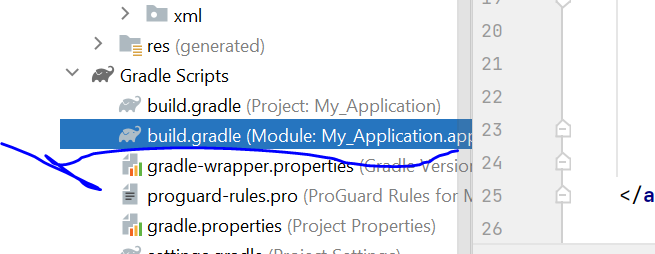 xml
res (generated)
Gradle Scripts
build.gradle (Project: My_Application)
build.gradle (Module: My_Application.app
gradle-wrapper.properties (Gradle Version
proguard-rules.pro (ProGuard Rules for M
gradle.properties (Project Properties)
settings.gradle (Project Settings)
19
20
21
22
23
24
25 </a
26